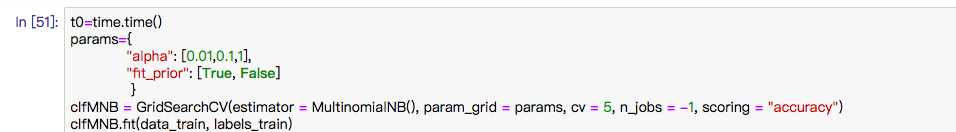 In [51]: t0=time.time()
params={
"alpha": [0.01,0.1,1],
"fit_prior": [True, False]
}
clfMNB = GridSearchCV(estimator = MultinomialNB(), param_grid = params, cv = 5, n_jobs = -1, scoring = "accuracy")
clfMNB.fit(data_train, labels_train)